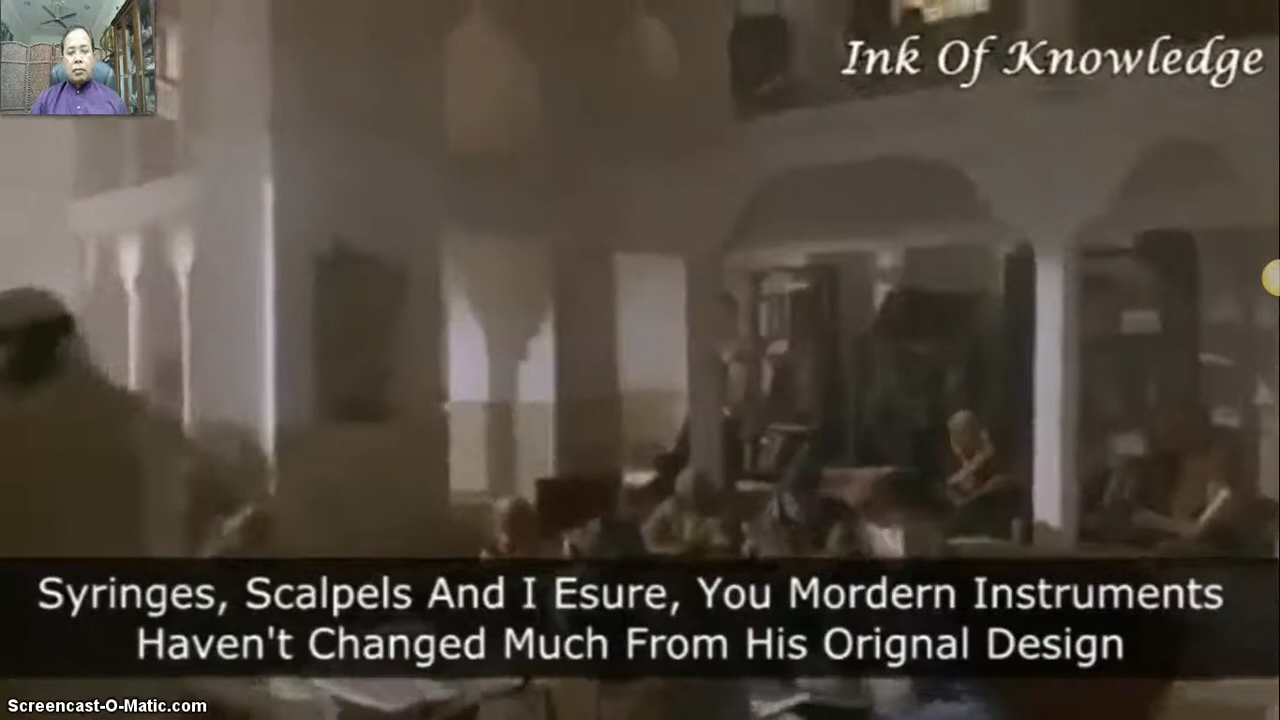 Ink Of Knowledge
Syringes, Scalpels And I Esure, You Mordern Instruments
Haven't Changed Much From His Orignal Design
Screencast-O-Matic.com